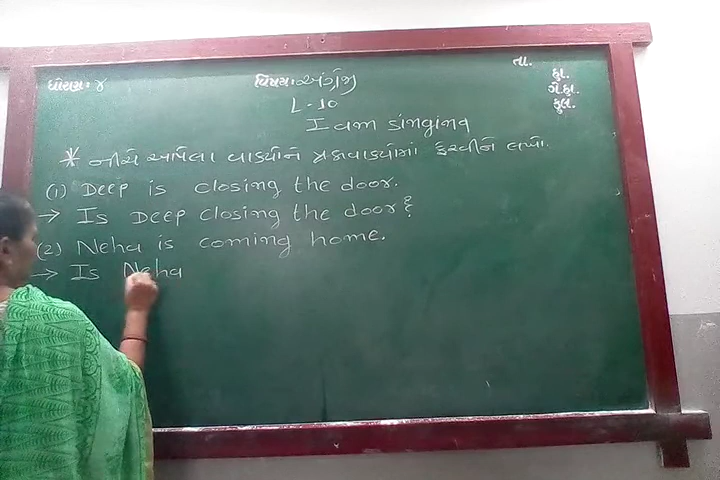 તા.
ધોરણ: ૪ વિષય: અંગ્રેજી હા.
ગે.હા.
L - 10 કુલ.
I am singing
* નીચે આપેલા વાક્યોને પ્રશ્નવાક્યોમાં ફેરવીને લખો.
(1) Deep is closing the door.
→ Is Deep closing the door?
(2) Neha is coming home.
→ Is Neha